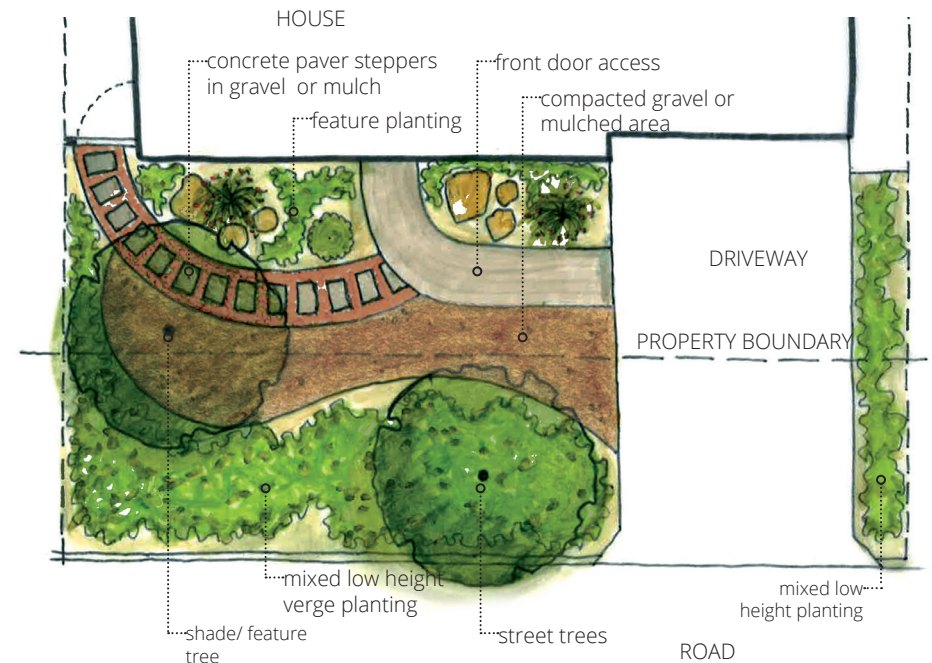 HOUSE
concrete paver steppers
in gravel or mulch
front door access
compacted gravel or
mulched area
feature planting
DRIVEWAY
PROPERTY BOUNDARY
mixed low height
verge planting
mixed low
height planting
shade/ feature
tree
street trees
ROAD